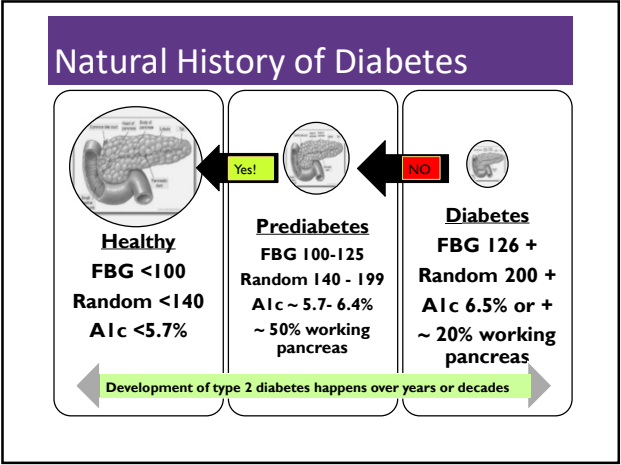 Natural History of Diabetes
Yes!
NO
Healthy
FBG <100
Random <140
A1c <5.7%
Prediabetes
FBG 100-125
Random 140 - 199
A1c ~ 5.7- 6.4%
~ 50% working
pancreas
Diabetes
FBG 126 +
Random 200 +
A1c 6.5% or +
~ 20% working
pancreas
Development of type 2 diabetes happens over years or decades